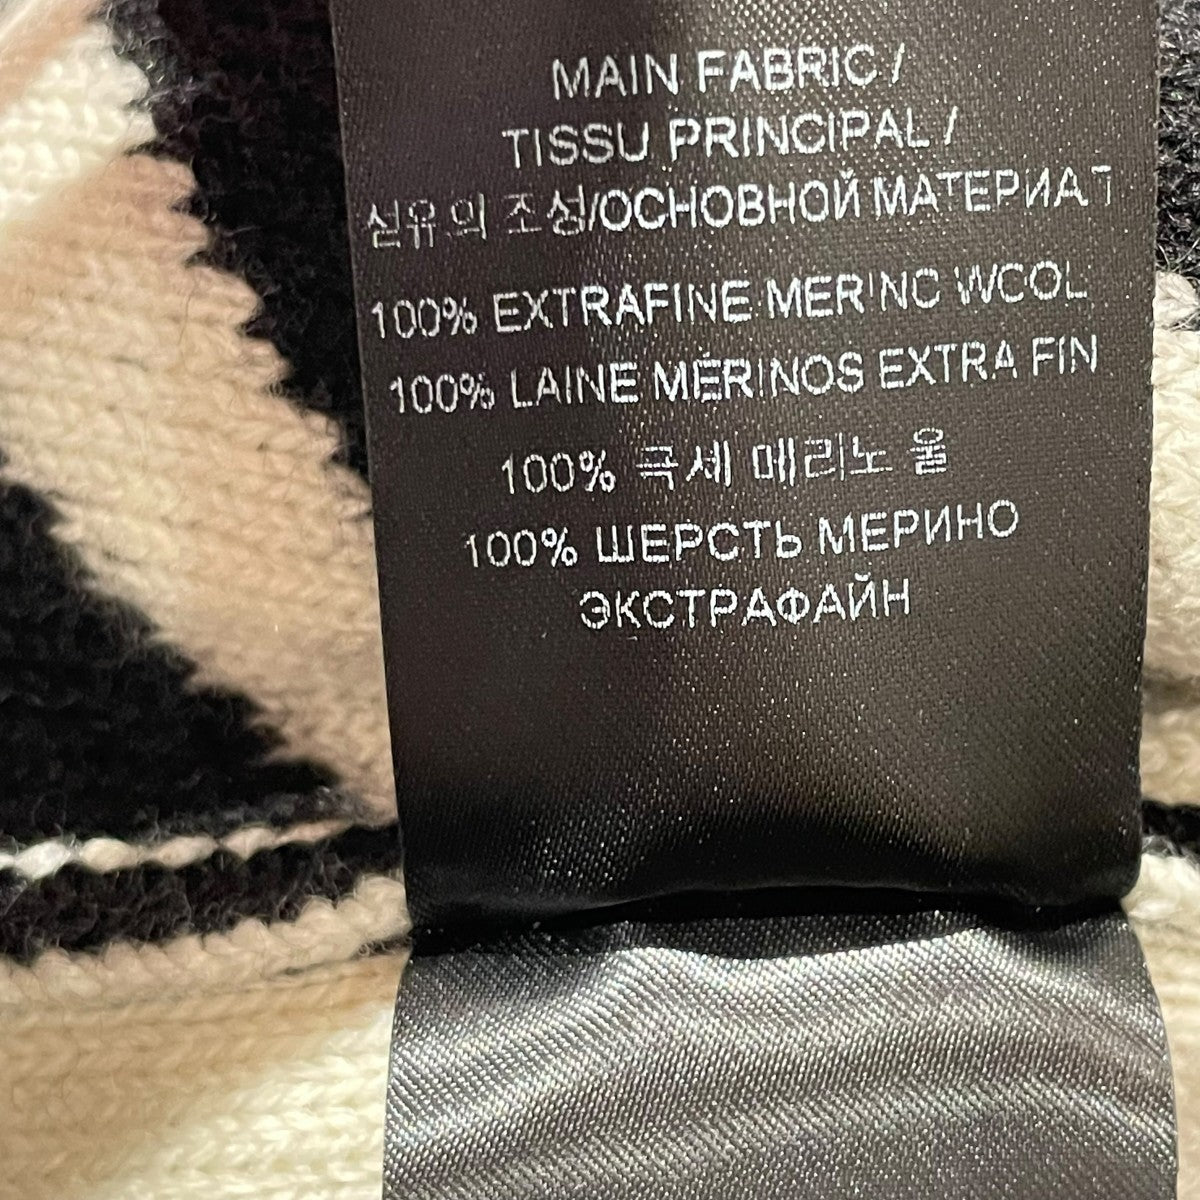 MAIN FABRIC /
TISSU PRINCIPAL /
섬유의 조성/ОСНОВНОЙ МАТЕРИАЛ
100% EXTRAFINE MERINO WOOL
100% LAINE MÉRINOS EXTRA FIN
100% 극세 메리노 울
100% ШЕРСТЬ МЕРИНО
ЭКСТРАФАЙН